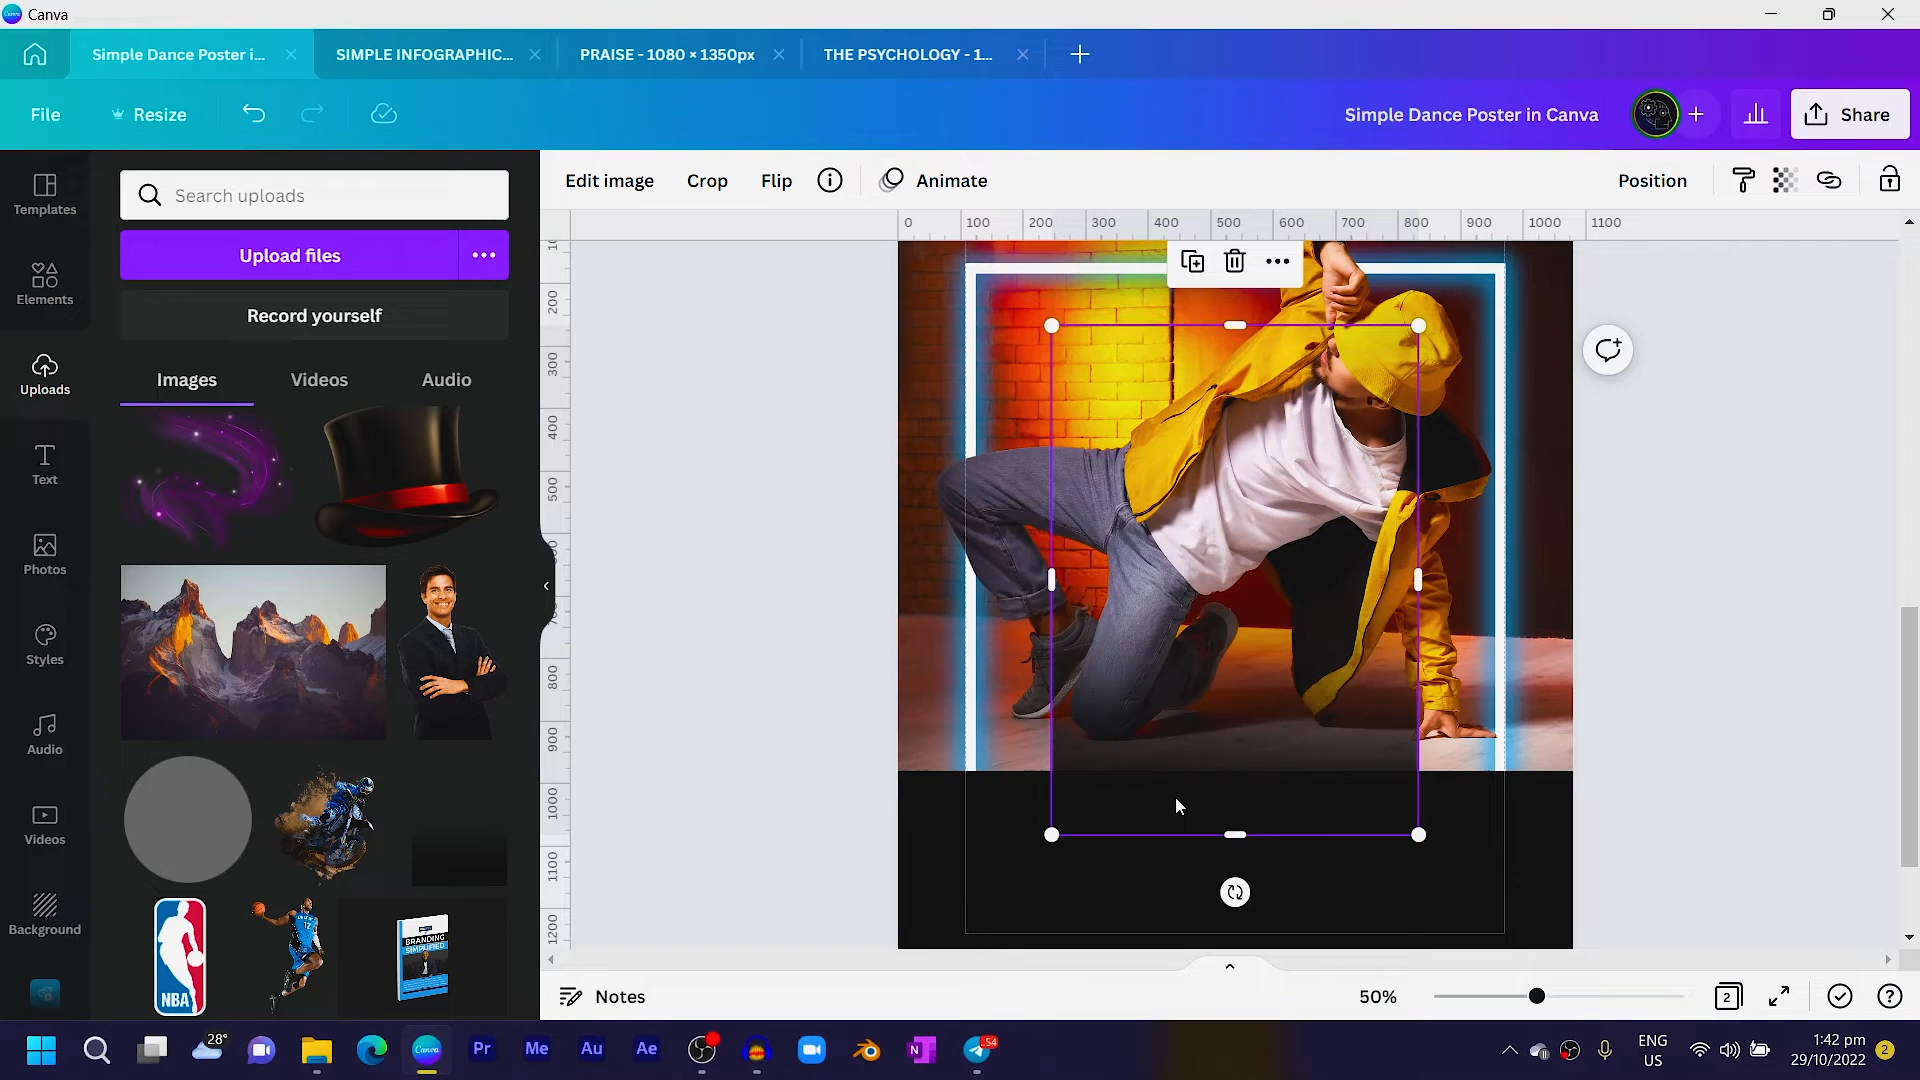 Canva
Simple Dance Poster i...
SIMPLE INFOGRAPHIC...
PRAISE - 1080 × 1350px
THE PSYCHOLOGY - 1...
File
Resize
Simple Dance Poster in Canva
Share
Templates
Elements
Uploads
Text
Photos
Styles
Audio
Videos
Background
Search uploads
Upload files
Record yourself
Images
Videos
Audio
NBA
BRANDING
SIMPLIFIED
Edit image
Crop
Flip
Animate
Position
0 100 200 300 400 500 600 700 800 900 1000 1100
200
300
400
500
800
900
1000
1100
1200
Notes
50%
2
28°
Canva
Pr
Me
Au
Ae
N
54
ENG
US
1:42 pm
29/10/2022
2